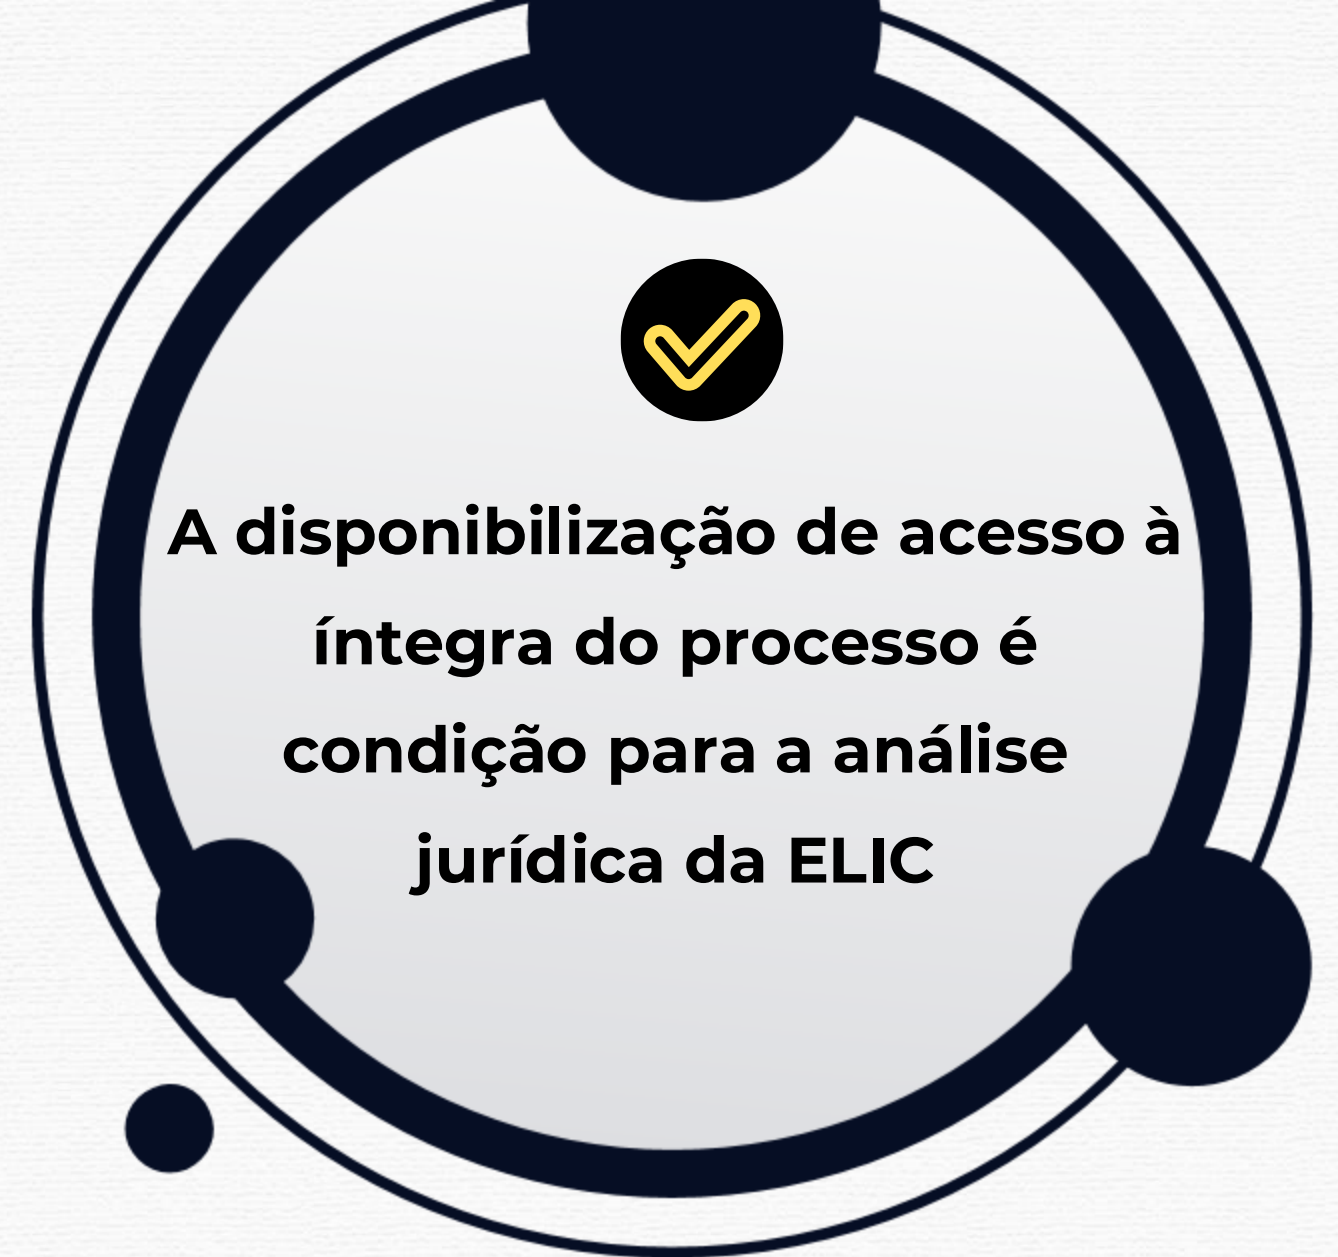 A disponibilização de acesso à
íntegra do processo é
condição para a análise
jurídica da ELIC